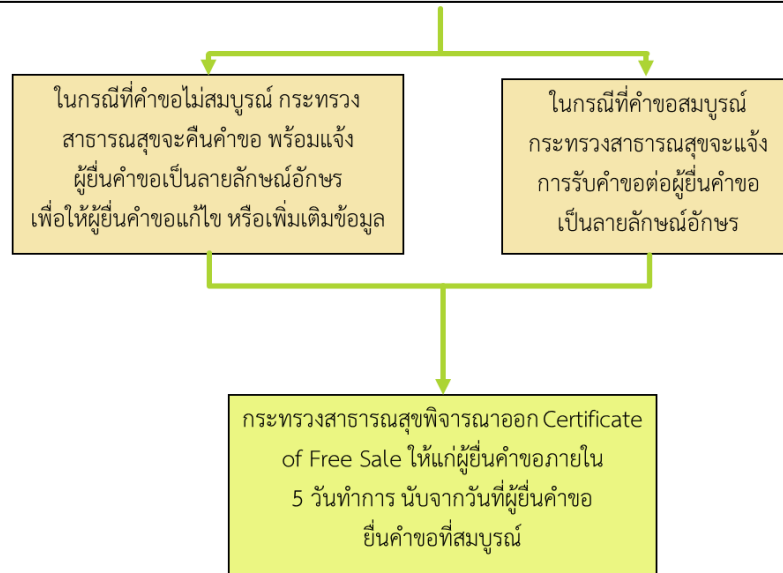 ในกรณีที่คำขอไม่สมบูรณ์ กระทรวง
สาธารณสุขจะคืนคำขอ พร้อมแจ้ง
ผู้ยื่นคำขอเป็นลายลักษณ์อักษร
เพื่อให้ผู้ยื่นคำขอแก้ไข หรือเพิ่มเติมข้อมูล
ในกรณีที่คำขอสมบูรณ์
กระทรวงสาธารณสุขจะแจ้ง
การรับคำขอต่อผู้ยื่นคำขอ
เป็นลายลักษณ์อักษร
กระทรวงสาธารณสุขพิจารณาออก Certificate
of Free Sale ให้แก่ผู้ยื่นคำขอภายใน
5 วันทำการ นับจากวันที่ผู้ยื่นคำขอ
ยื่นคำขอที่สมบูรณ์